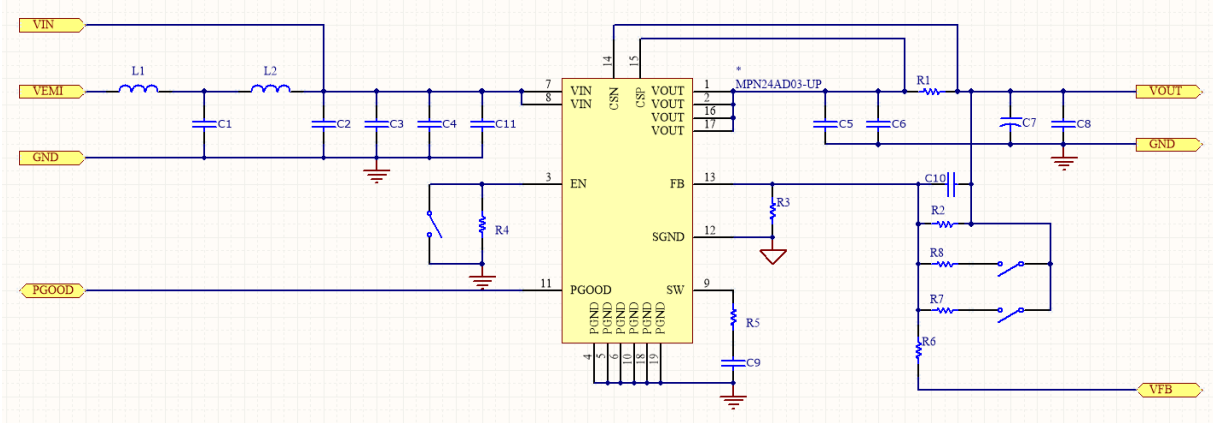 VIN
14
15
L1
L2
*
MPN24AD03-UP
VEMI
7
VIN
CSN
CSP
VOUT
1
R1
VOUT
8
VIN
VOUT
2
C1
C2
C3
C4
C11
VOUT
16
C5
C6
C7
C8
VOUT
17
GND
GND
3
EN
FB
13
C10
R4
R3
R2
SGND
12
R8
PGOOD
11
PGOOD
SW
9
R7
R5
PGND
PGND
PGND
PGND
PGND
PGND
R6
4
5
6
10
18
19
C9
VFB